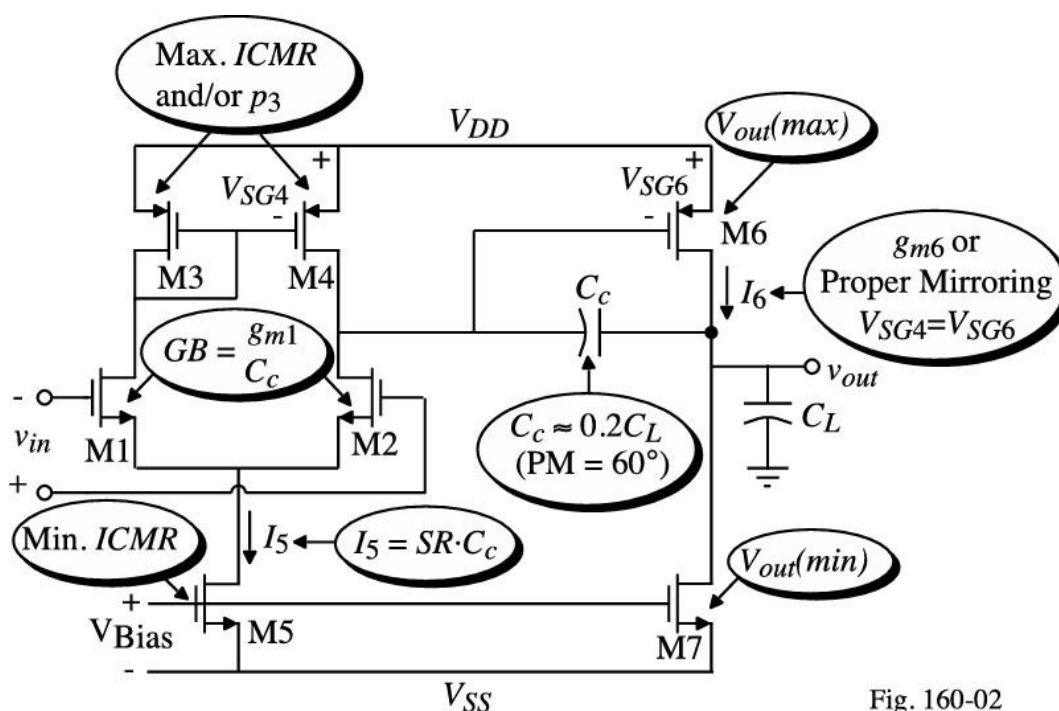 Max. ICMR
and/or p3
VDD
Vout(max)
+
VSG4
-
+
VSG6
-
M6
M3
M4
Cc
I6
gm6 or
Proper Mirroring
VSG4=VSG6
GB = gm1
Cc
-
vin
+
M1
M2
Cc ≈ 0.2CL
(PM = 60°)
vout
CL
Min. ICMR
I5
I5 = SR·Cc
Vout(min)
+
VBias
-
M5
M7
VSS
Fig. 160-02